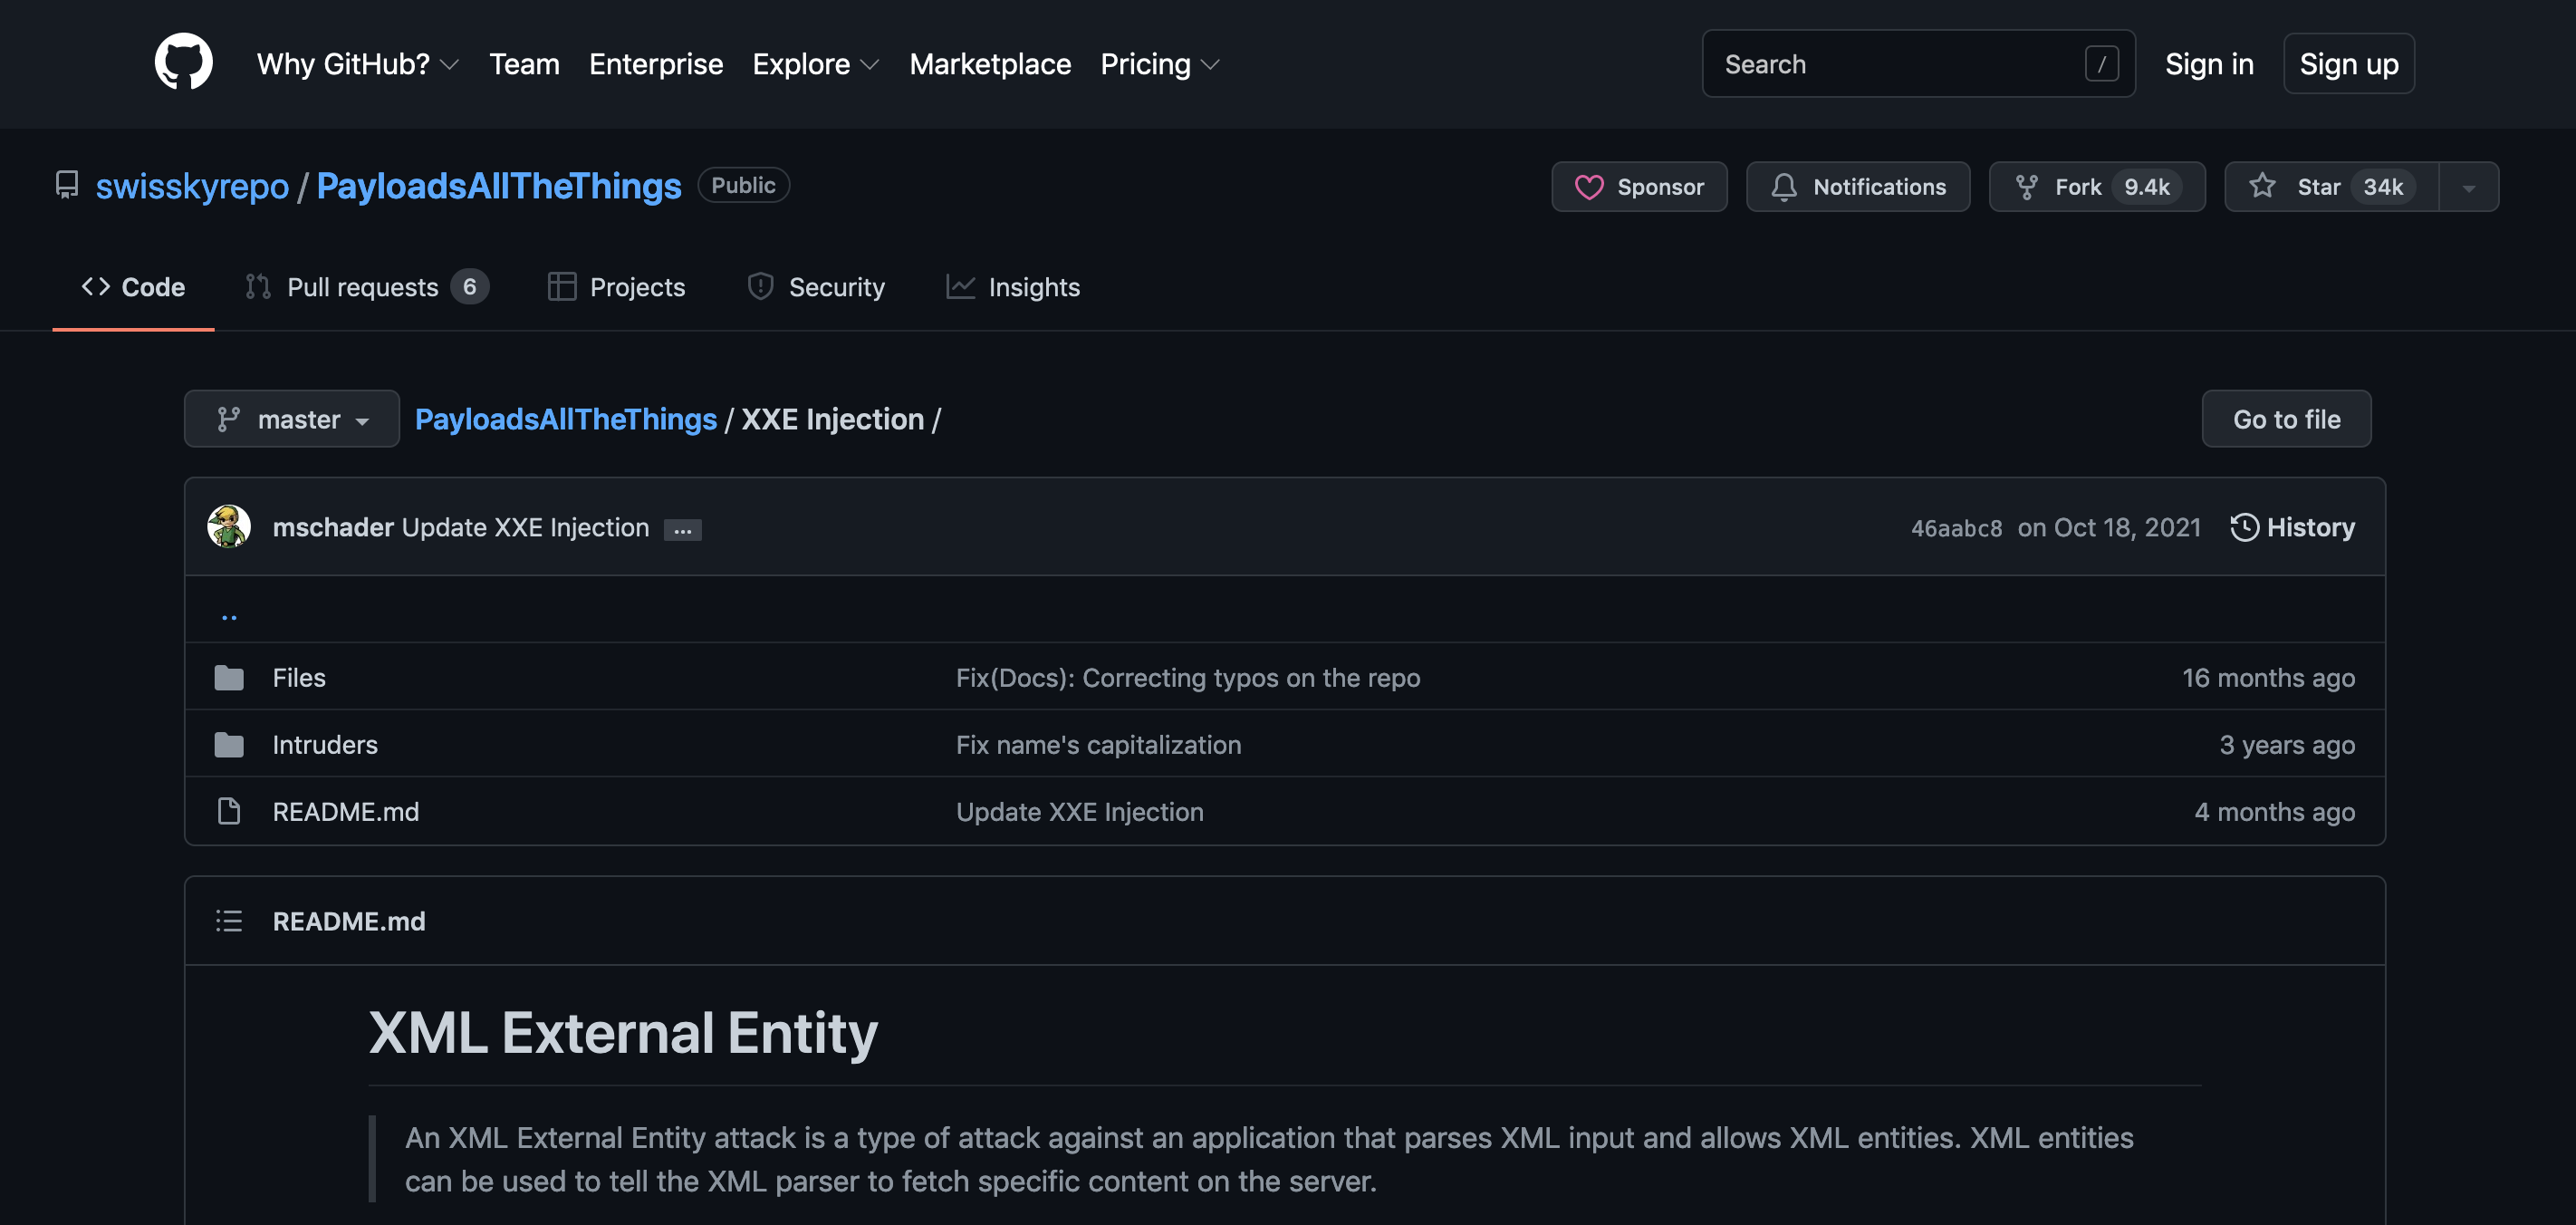 Why GitHub? Team Enterprise Explore Marketplace Pricing Search / Sign in Sign up
swisskyrepo / PayloadsAllTheThings Public Sponsor Notifications Fork 9.4k Star 34k
Code Pull requests 6 Projects Security Insights
master PayloadsAllTheThings / XXE Injection / Go to file
mschader Update XXE Injection ... 46aabc8 on Oct 18, 2021 History
..
Files Fix(Docs): Correcting typos on the repo 16 months ago
Intruders Fix name's capitalization 3 years ago
README.md Update XXE Injection 4 months ago
README.md
XML External Entity
An XML External Entity attack is a type of attack against an application that parses XML input and allows XML entities. XML entities
can be used to tell the XML parser to fetch specific content on the server.